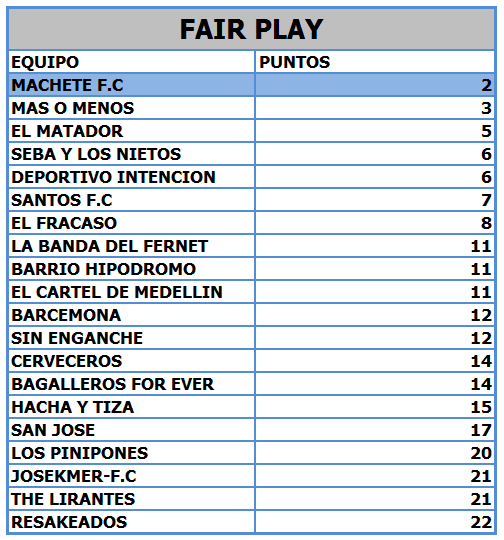 FAIR PLAY
EQUIPO PUNTOS
MACHETE F.C 2
MAS O MENOS 3
EL MATADOR 5
SEBA Y LOS NIETOS 6
DEPORTIVO INTENCION 6
SANTOS F.C 7
EL FRACASO 8
LA BANDA DEL FERNET 11
BARRIO HIPODROMO 11
EL CARTEL DE MEDELLIN 11
BARCEMONA 12
SIN ENGANCHE 12
CERVECEROS 14
BAGALLEROS FOR EVER 14
HACHA Y TIZA 15
SAN JOSE 17
LOS PINIPONES 20
JOSEKMER-F.C 21
THE LIRANTES 21
RESAKEADOS 22